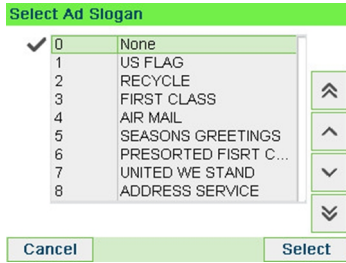 Select Ad Slogan
0 None
1 US FLAG
2 RECYCLE
3 FIRST CLASS
4 AIR MAIL
5 SEASONS GREETINGS
6 PRESORTED FISRT C...
7 UNITED WE STAND
8 ADDRESS SERVICE
Cancel Select